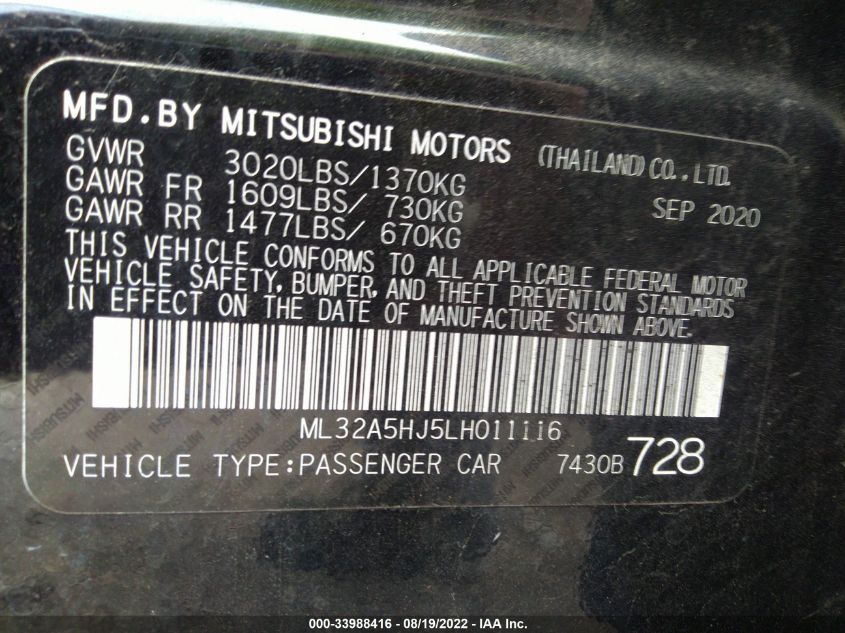 MFD.BY MITSUBISHI MOTORS (THAILAND) CO., LTD.
GVWR 3020LBS/1370KG
GAWR FR 1609LBS/ 730KG SEP 2020
GAWR RR 1477LBS/ 670KG
THIS VEHICLE CONFORMS TO ALL APPLICABLE FEDERAL MOTOR
VEHICLE SAFETY, BUMPER, AND THEFT PREVENTION STANDARDS
IN EFFECT ON THE DATE OF MANUFACTURE SHOWN ABOVE.
ML32A5HJ5LH011116
VEHICLE TYPE:PASSENGER CAR 7430B 728
000-33988416 - 08/19/2022 - IAA Inc.